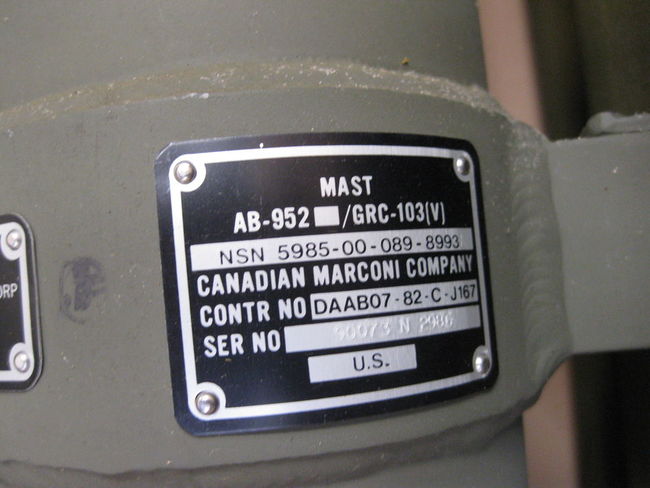 MAST
AB-952 /GRC-103(V)
NSN 5985-00-089-8993
CANADIAN MARCONI COMPANY
CONTR NO DAAB07-82-C-J167
SER NO
U.S.